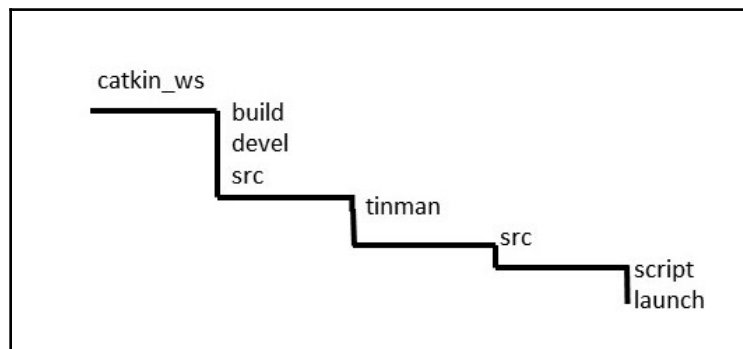 catkin_ws
build
devel
src
tinman
src
script
launch